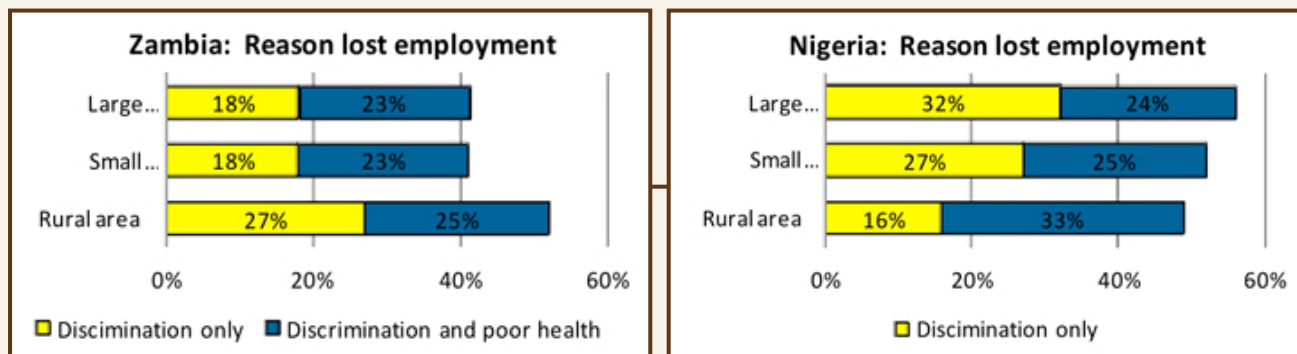 Zambia: Reason lost employment
Large...
18% 23%
Small ...
18% 23%
Rural area
27% 25%
0% 20% 40% 60%
Discimination only Discrimination and poor health
Nigeria: Reason lost employment
Large...
32% 24%
Small ...
27% 25%
Rural area
16% 33%
0% 20% 40% 60%
Discimination only